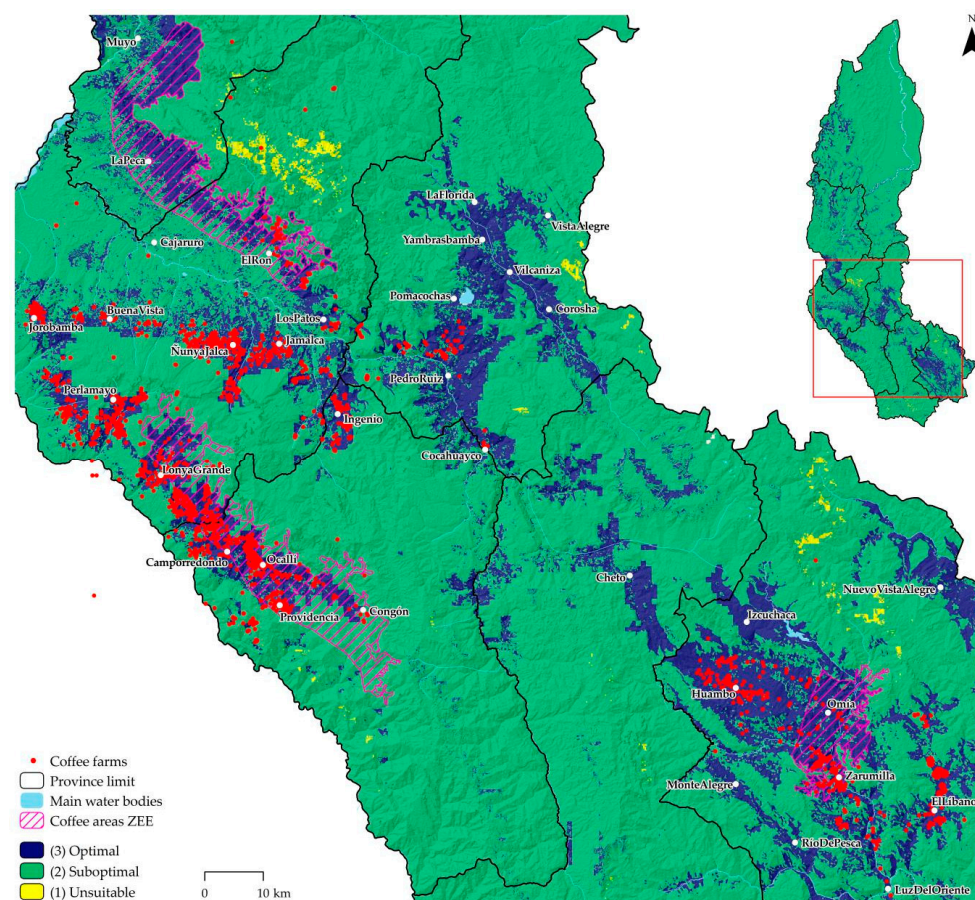 N
Muyo
LaPeca
LaFlorida
VistaAlegre
Yambrasbamba
Cajaruro
ElRon
Vilcaniza
Pomacochas
Corosha
BuenaVista
LosPatos
Jorobamba
ÑunyaJalca
Jamalca
PedroRuiz
Perlamayo
Ingenio
Cocahuayco
LonyaGrande
Camporredondo
Ocalli
Cheto
NuevoVistaAlegre
Providencia
Congón
Izcuchaca
Huambo
Omia
Zarumilla
MonteAlegre
ElLibano
RioDePesca
LuzDelOriente
Coffee farms
Province limit
Main water bodies
Coffee areas ZEE
(3) Optimal
(2) Suboptimal
(1) Unsuitable
0 10 km